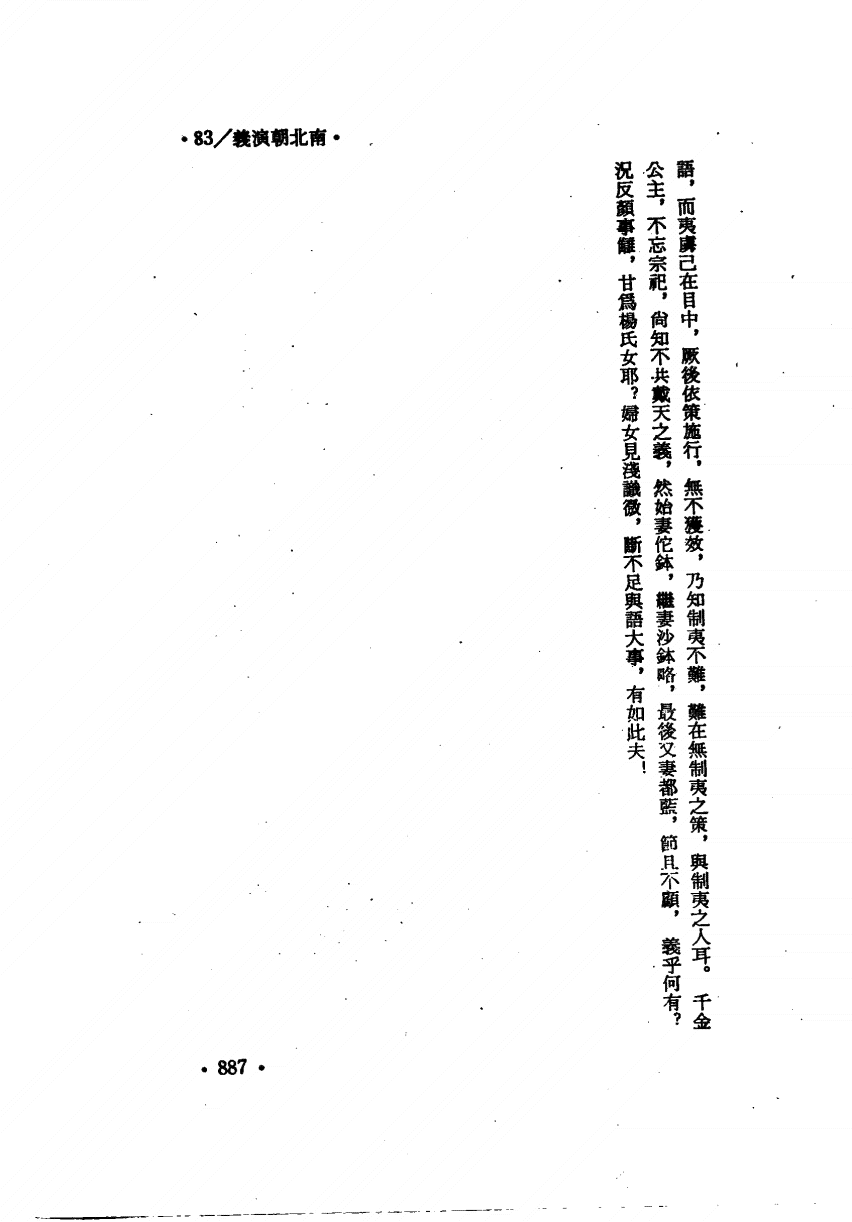 •83/義演朝北南•
語，而夷虜己在目中，厥後依策施行，無不獲效，乃知制夷不難，難在無制夷之策，與制夷之人耳。千金
公主，不忘宗祀，尚知不共戴天之義，然始妻佗鉢，繼妻沙鉢略，最後又妻都藍，節且不顧，義乎何有？
況反顏事讎，甘爲楊氏女耶？婦女見淺識微，斷不足與語大事，有如此夫！
•887•